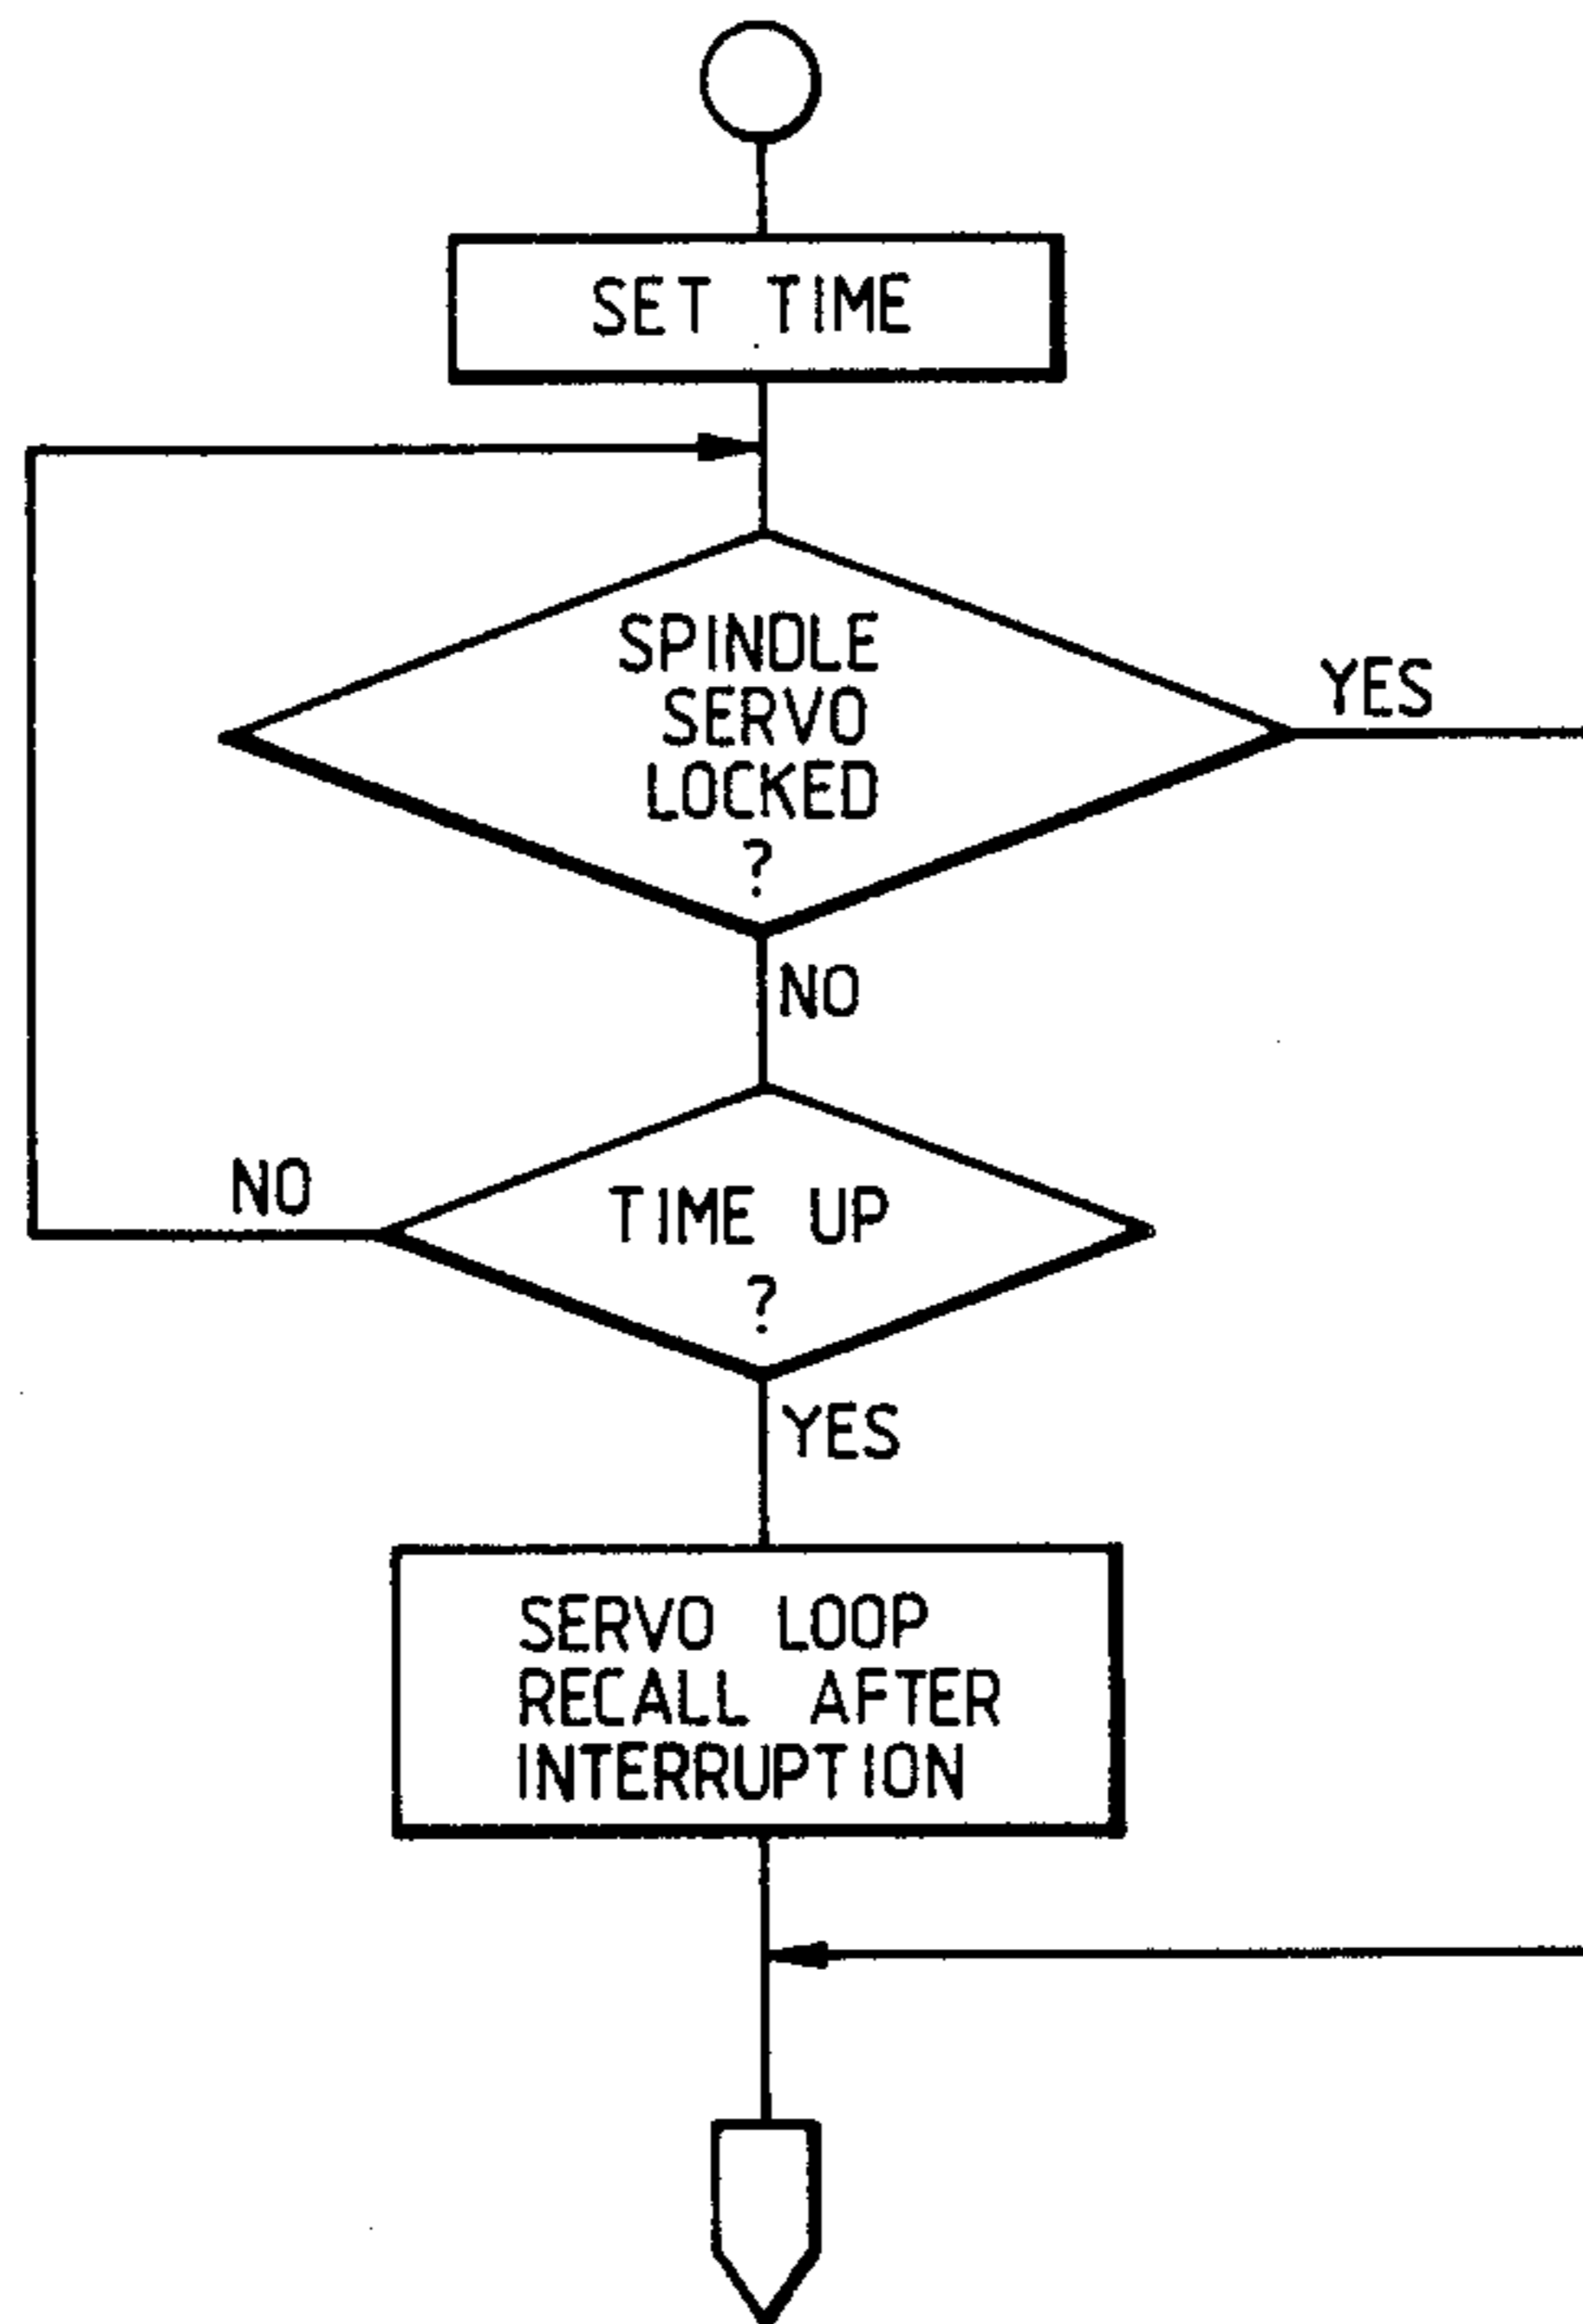 SET TIME
SPINDLE
SERVO
LOCKED
?
YES
NO
NO
TIME UP
?
YES
SERVO LOOP
RECALL AFTER
INTERRUPTION